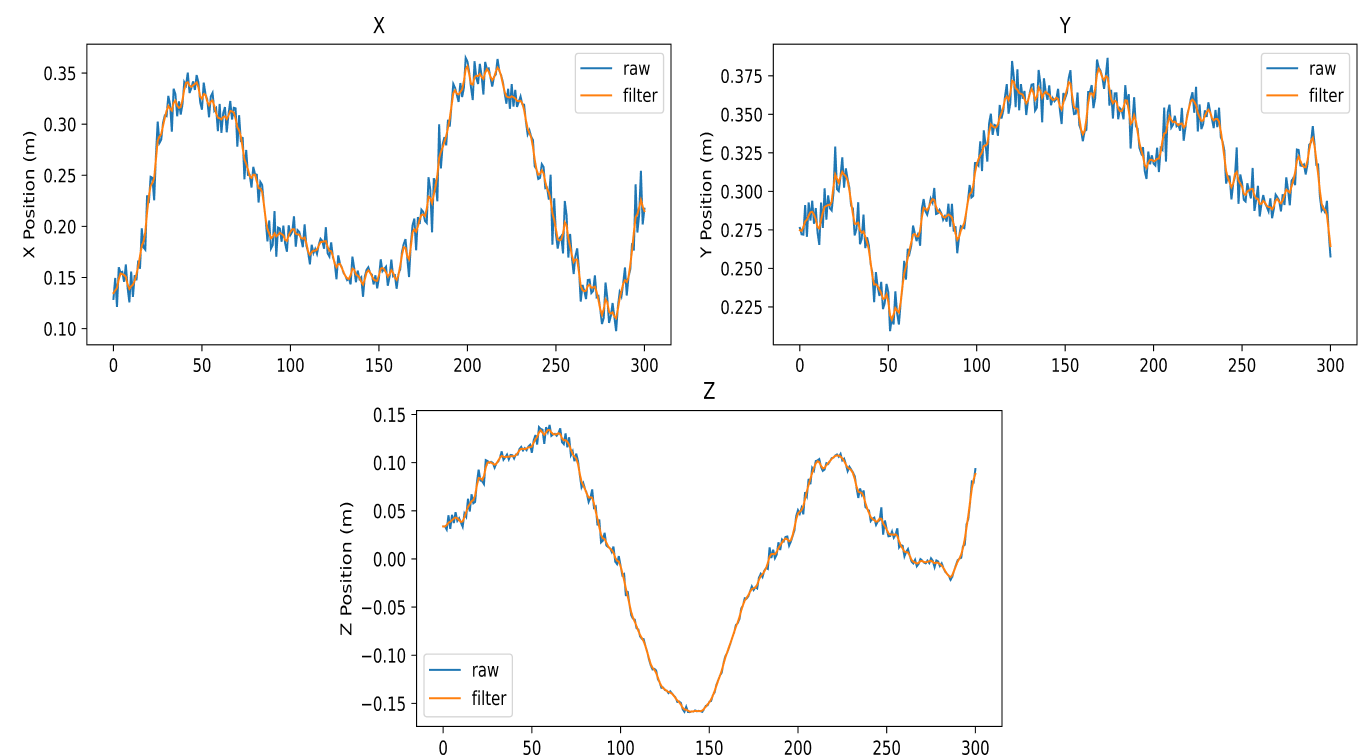 X
X Position (m)
0.35
0.30
0.25
0.20
0.15
0.10
0 50 100 150 200 250 300
raw
filter
Y
Y Position (m)
0.375
0.350
0.325
0.300
0.275
0.250
0.225
0 50 100 150 200 250 300
raw
filter
Z
Z Position (m)
0.15
0.10
0.05
0.00
−0.05
−0.10
−0.15
0 50 100 150 200 250 300
raw
filter